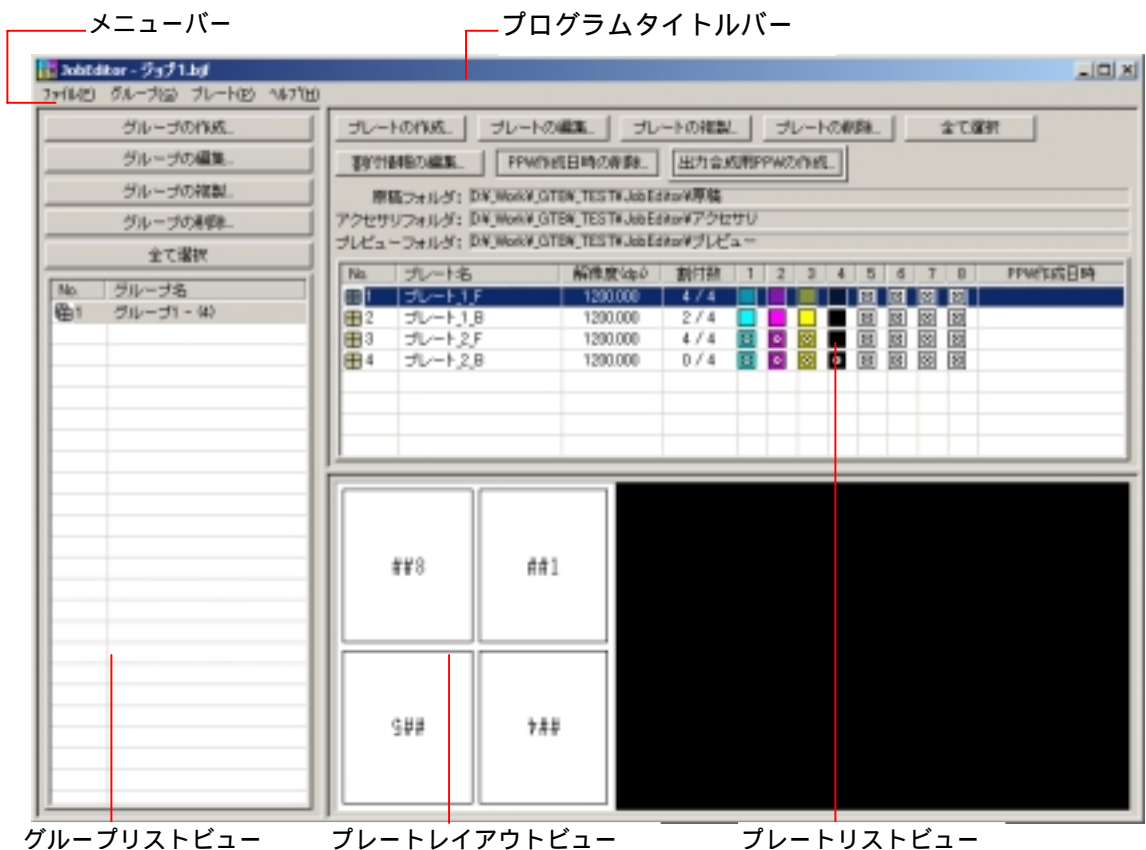 メニューバー
プログラムタイトルバー
JobEditor - ジョブ1.bjf
ファイル(F) グループ(G) プレート(P) ヘルプ(H)
グループの作成...
グループの編集...
グループの複製...
グループの削除...
全て選択
No. グループ名
1 グループ1 - (4)
プレートの作成... プレートの編集... プレートの複製... プレートの削除... 全て選択
割付解除の編集... PPW作成日時の削除... 出力合成用PPWの作成...
原稿フォルダ: D:¥_Work¥_GTB¥_TEST¥JobEditor¥原稿
アクセサリフォルダ: D:¥_Work¥_GTB¥_TEST¥JobEditor¥アクセサリ
プレビューフォルダ: D:¥_Work¥_GTB¥_TEST¥JobEditor¥プレビュー
No. プレート名 解像度(dpi) 割付数 1 2 3 4 5 6 7 8 PPW作成日時
1 プレート_1_F 1200.000 4 / 4
2 プレート_1_B 1200.000 2 / 4
3 プレート_2_F 1200.000 4 / 4
4 プレート_2_B 1200.000 0 / 4
##8 ##1
##5 ##4
グループリストビュー プレートレイアウトビュー プレートリストビュー